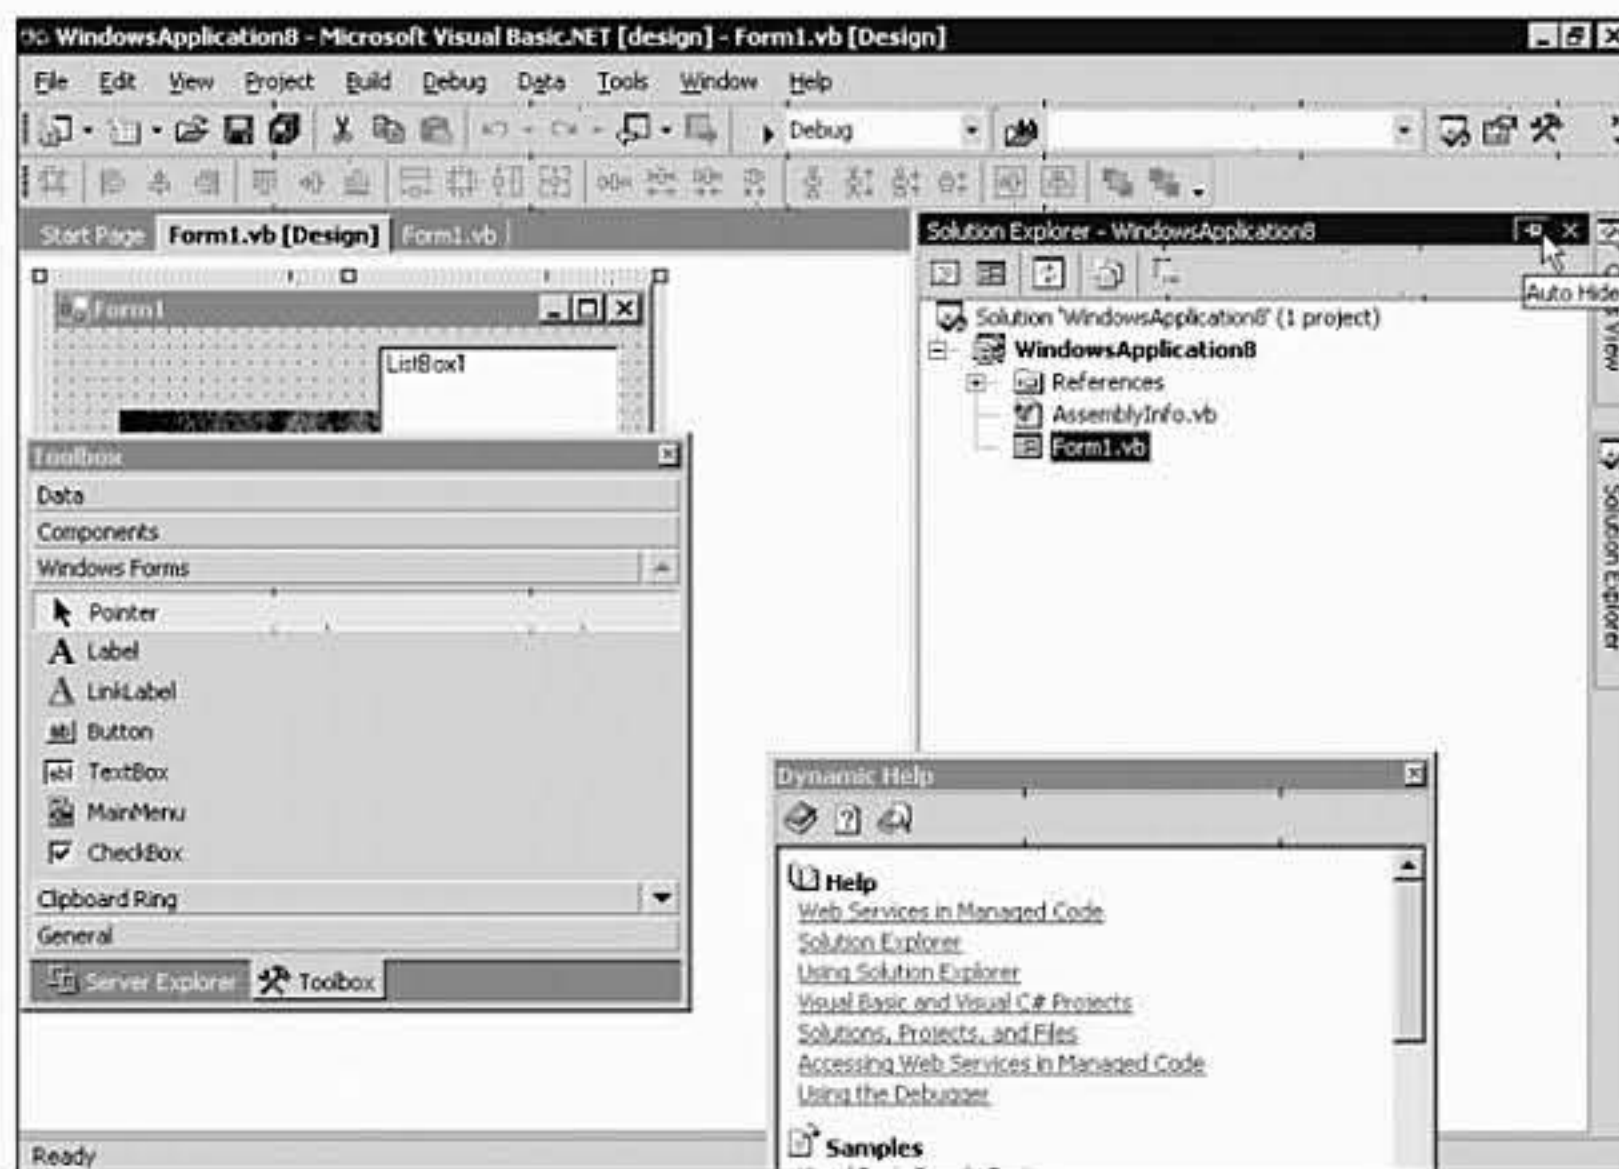 WindowsApplication8 - Microsoft Visual Basic.NET [design] - Form1.vb [Design]
File Edit View Project Build Debug Data Tools Window Help
Debug
Start Page Form1.vb [Design] Form1.vb
Solution Explorer - WindowsApplication8
Auto Hide
Form1
ListBox1
Solution 'WindowsApplication8' (1 project)
WindowsApplication8
References
AssemblyInfo.vb
Form1.vb
View
Solution Explorer
Toolbox
Data
Components
Windows Forms
Pointer
Label
LinkLabel
Button
TextBox
MainMenu
CheckBox
Clipboard Ring
General
Server Explorer Toolbox
Dynamic Help
Help
Web Services in Managed Code
Solution Explorer
Using Solution Explorer
Visual Basic and Visual C# Projects
Solutions, Projects, and Files
Accessing Web Services in Managed Code
Using the Debugger
Samples
Ready